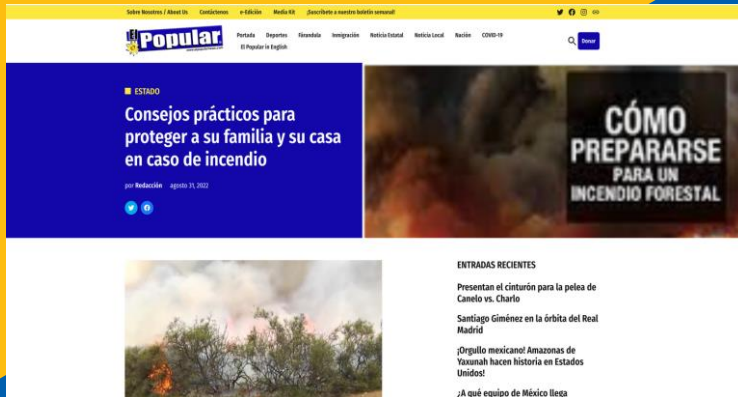 Sobre Nosotros / About Us Contáctenos e-Edición Media Kit ¡Suscríbete a nuestro boletín semanal!
El Popular
Portada Deportes Fárandula Inmigración Noticia Estatal Noticia Local Nación COVID-19
El Popular in English
Donar
ESTADO
Consejos prácticos para
proteger a su familia y su casa
en caso de incendio
por Redacción agosto 31, 2022
CÓMO
PREPARARSE
PARA UN
INCENDIO FORESTAL
ENTRADAS RECIENTES
Presentan el cinturón para la pelea de
Canelo vs. Charlo
Santiago Giménez en la órbita del Real
Madrid
¡Orgullo mexicano! Amazonas de
Yaxunah hacen historia en Estados
Unidos!
¿A qué equipo de México llega